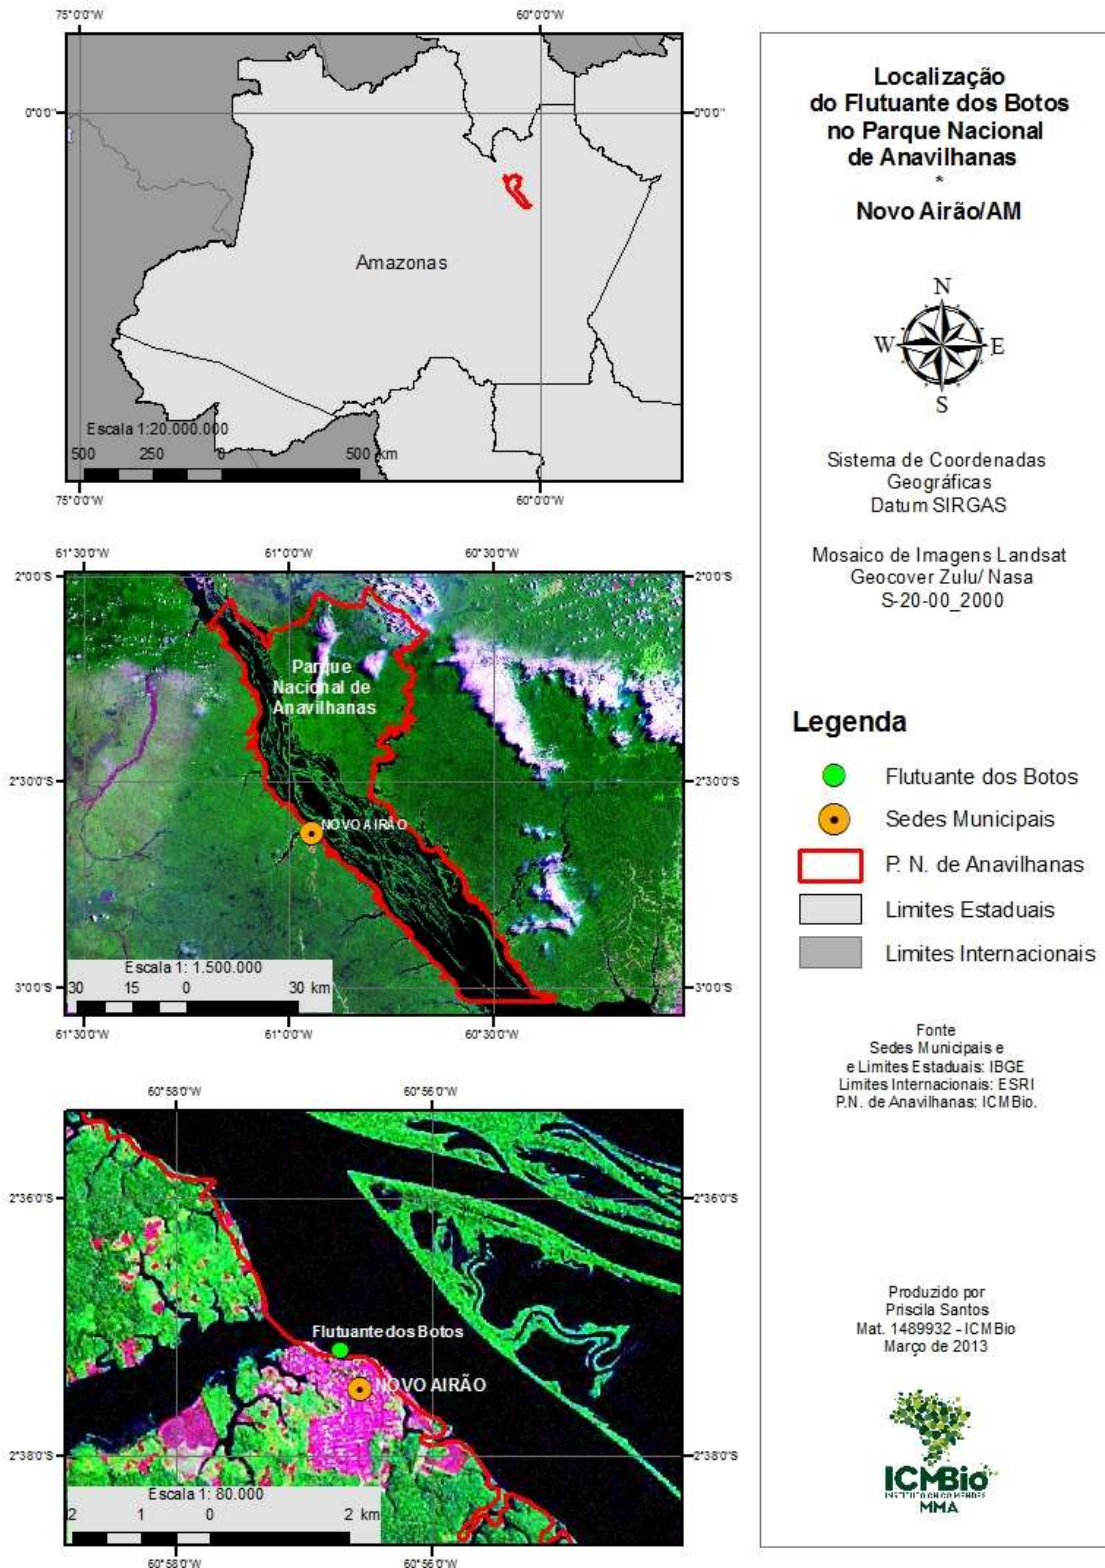 75°0'0"W
60°0'0"W
0°0'0"
0°0'0"
Amazonas
Escala 1:20.000.000
500
250
0
500 km
75°0'0"W
60°0'0"W
61°30'0"W
61°0'0"W
60°30'0"W
2°0'0"S
2°0'0"S
Parque
Nacional de
Anavilhanas
2°30'0"S
2°30'0"S
NOVO AIRÃO
Escala 1: 1.500.000
30
15
0
30 km
3°0'0"S
3°0'0"S
61°30'0"W
61°0'0"W
60°30'0"W
60°58'0"W
60°56'0"W
2°36'0"S
2°36'0"S
Flutuante dos Botos
NOVO AIRÃO
2°38'0"S
2°38'0"S
Escala 1: 80.000
2
1
0
2 km
60°58'0"W
60°56'0"W
Localização
do Flutuante dos Botos
no Parque Nacional
de Anavilhanas
*
Novo Airão/AM
N
W
E
S
Sistema de Coordenadas
Geográficas
Datum SIRGAS
Mosaico de Imagens Landsat
Geocover Zulu/ Nasa
S-20-00_2000
Legenda
Flutuante dos Botos
Sedes Municipais
P. N. de Anavilhanas
Limites Estaduais
Limites Internacionais
Fonte
Sedes Municipais e
e Limites Estaduais: IBGE
Limites Internacionais: ESRI
P.N. de Anavilhanas: ICMBio.
Produzido por
Priscila Santos
Mat. 1489932 - ICMBio
Março de 2013
ICMBio
INSTITUTO CHICO MENDES
MMA